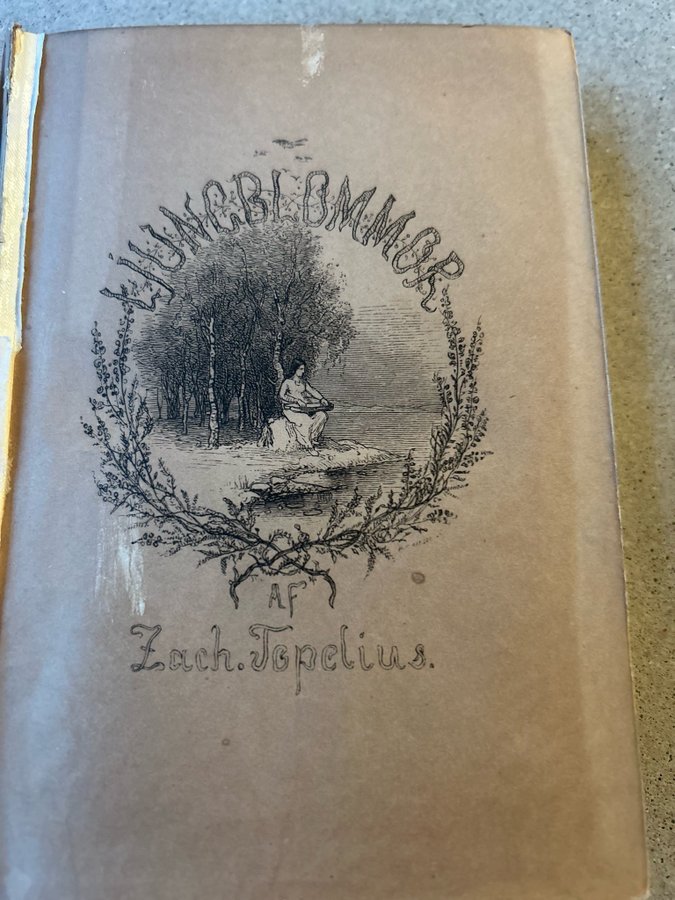 LJUNGBLOMMOR
AF
Zach. Topelius.